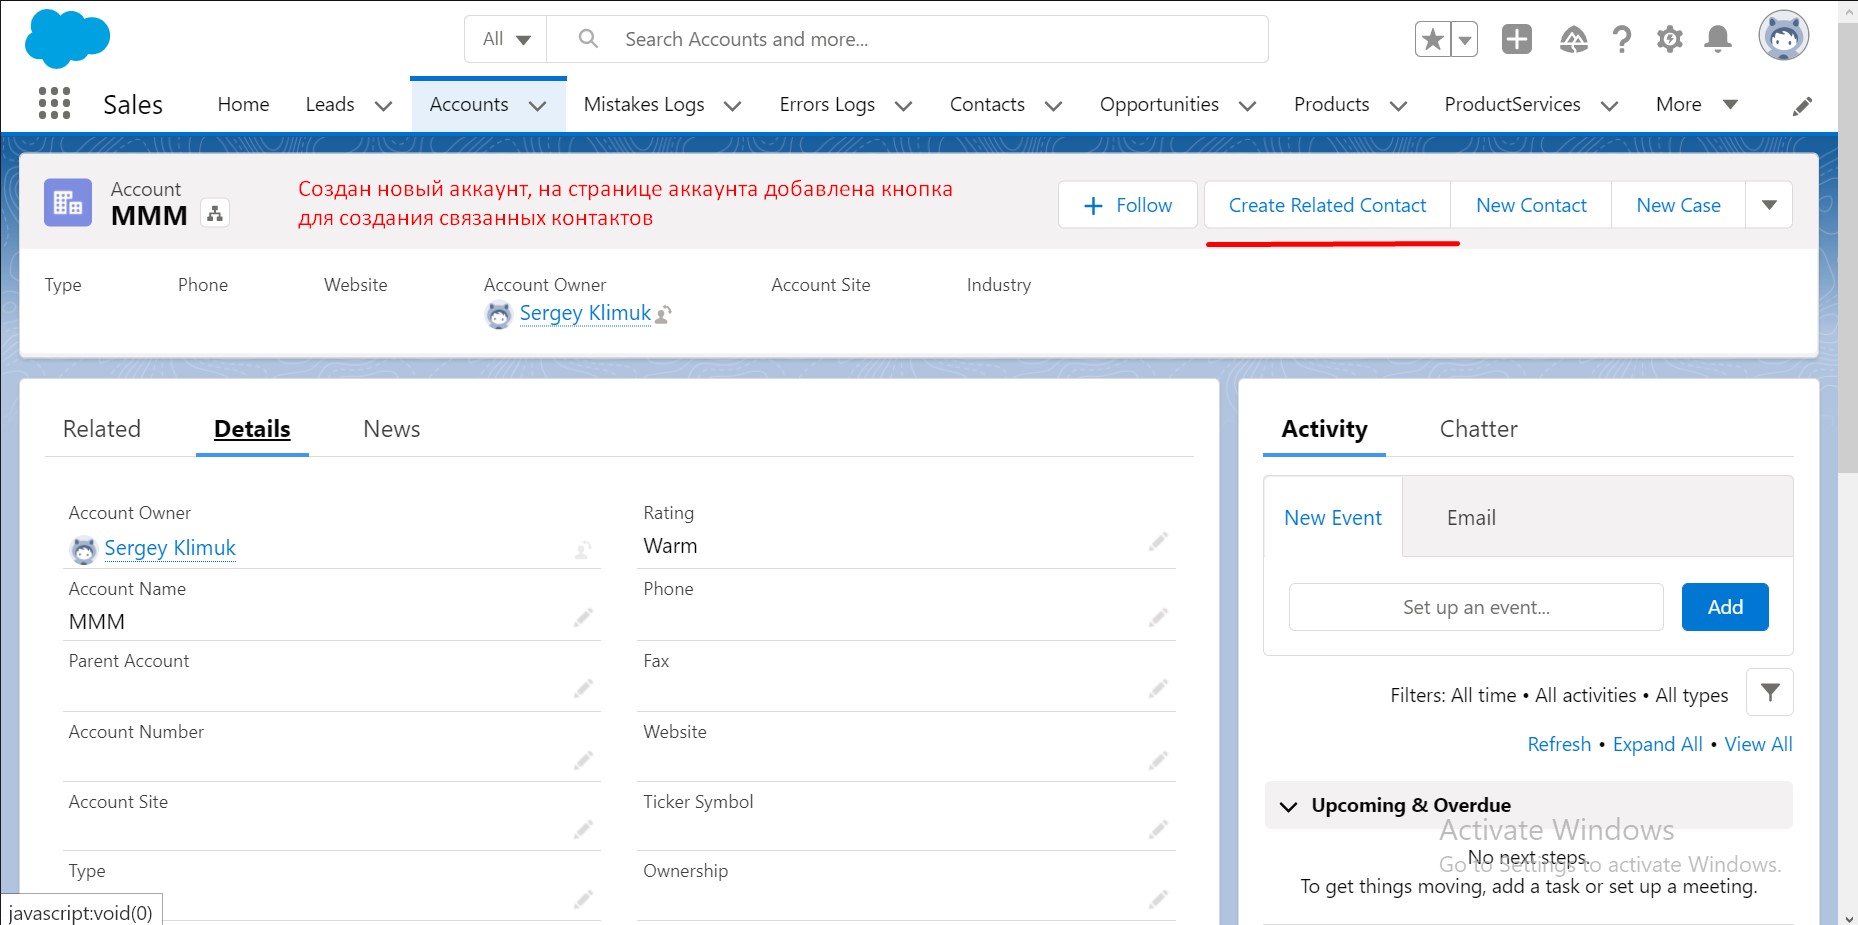 All
Search Accounts and more...
Sales
Home
Leads
Accounts
Mistakes Logs
Errors Logs
Contacts
Opportunities
Products
ProductServices
More
Account
MMM
Создан новый аккаунт, на странице аккаунта добавлена кнопка
для создания связанных контактов
Follow
Create Related Contact
New Contact
New Case
Type
Phone
Website
Account Owner
Account Site
Industry
Sergey Klimuk
Related
Details
News
Account Owner
Sergey Klimuk
Rating
Warm
Account Name
MMM
Phone
Parent Account
Fax
Account Number
Website
Account Site
Ticker Symbol
Type
Ownership
Activity
Chatter
New Event
Email
Set up an event...
Add
Filters: All time • All activities • All types
Refresh • Expand All • View All
Upcoming & Overdue
Activate Windows
No next steps.
Go to Settings to activate Windows.
To get things moving, add a task or set up a meeting.
javascript:void(0)